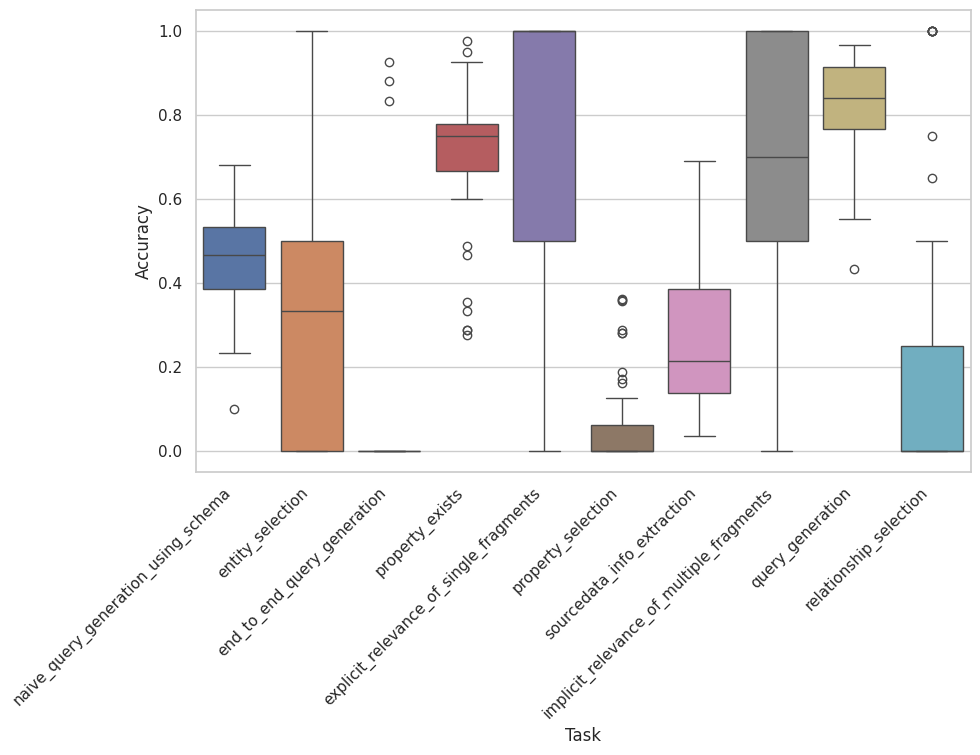 1.0
0.8
0.6
0.4
0.2
0.0
Accuracy
naive_query_generation_using_schema
entity_selection
end_to_end_query_generation
property_exists
explicit_relevance_of_single_fragments
property_selection
sourcedata_info_extraction
implicit_relevance_of_multiple_fragments
query_generation
relationship_selection
Task